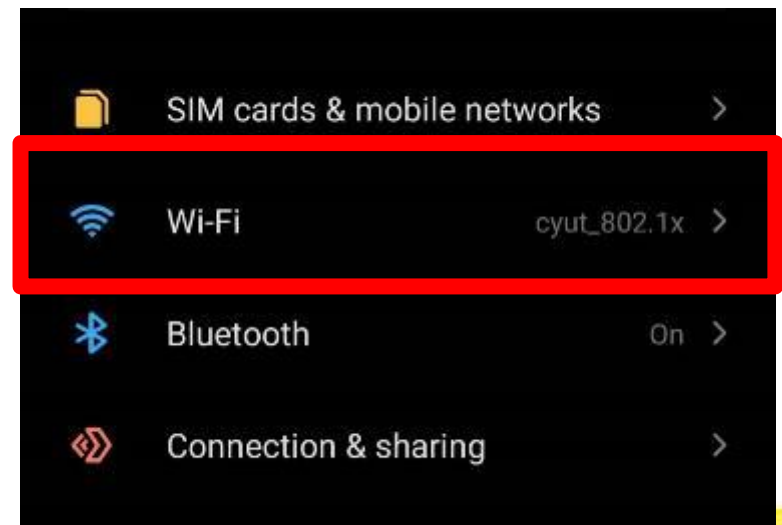 SIM cards & mobile networks
Wi-Fi cyut_802.1x
Bluetooth On
Connection & sharing